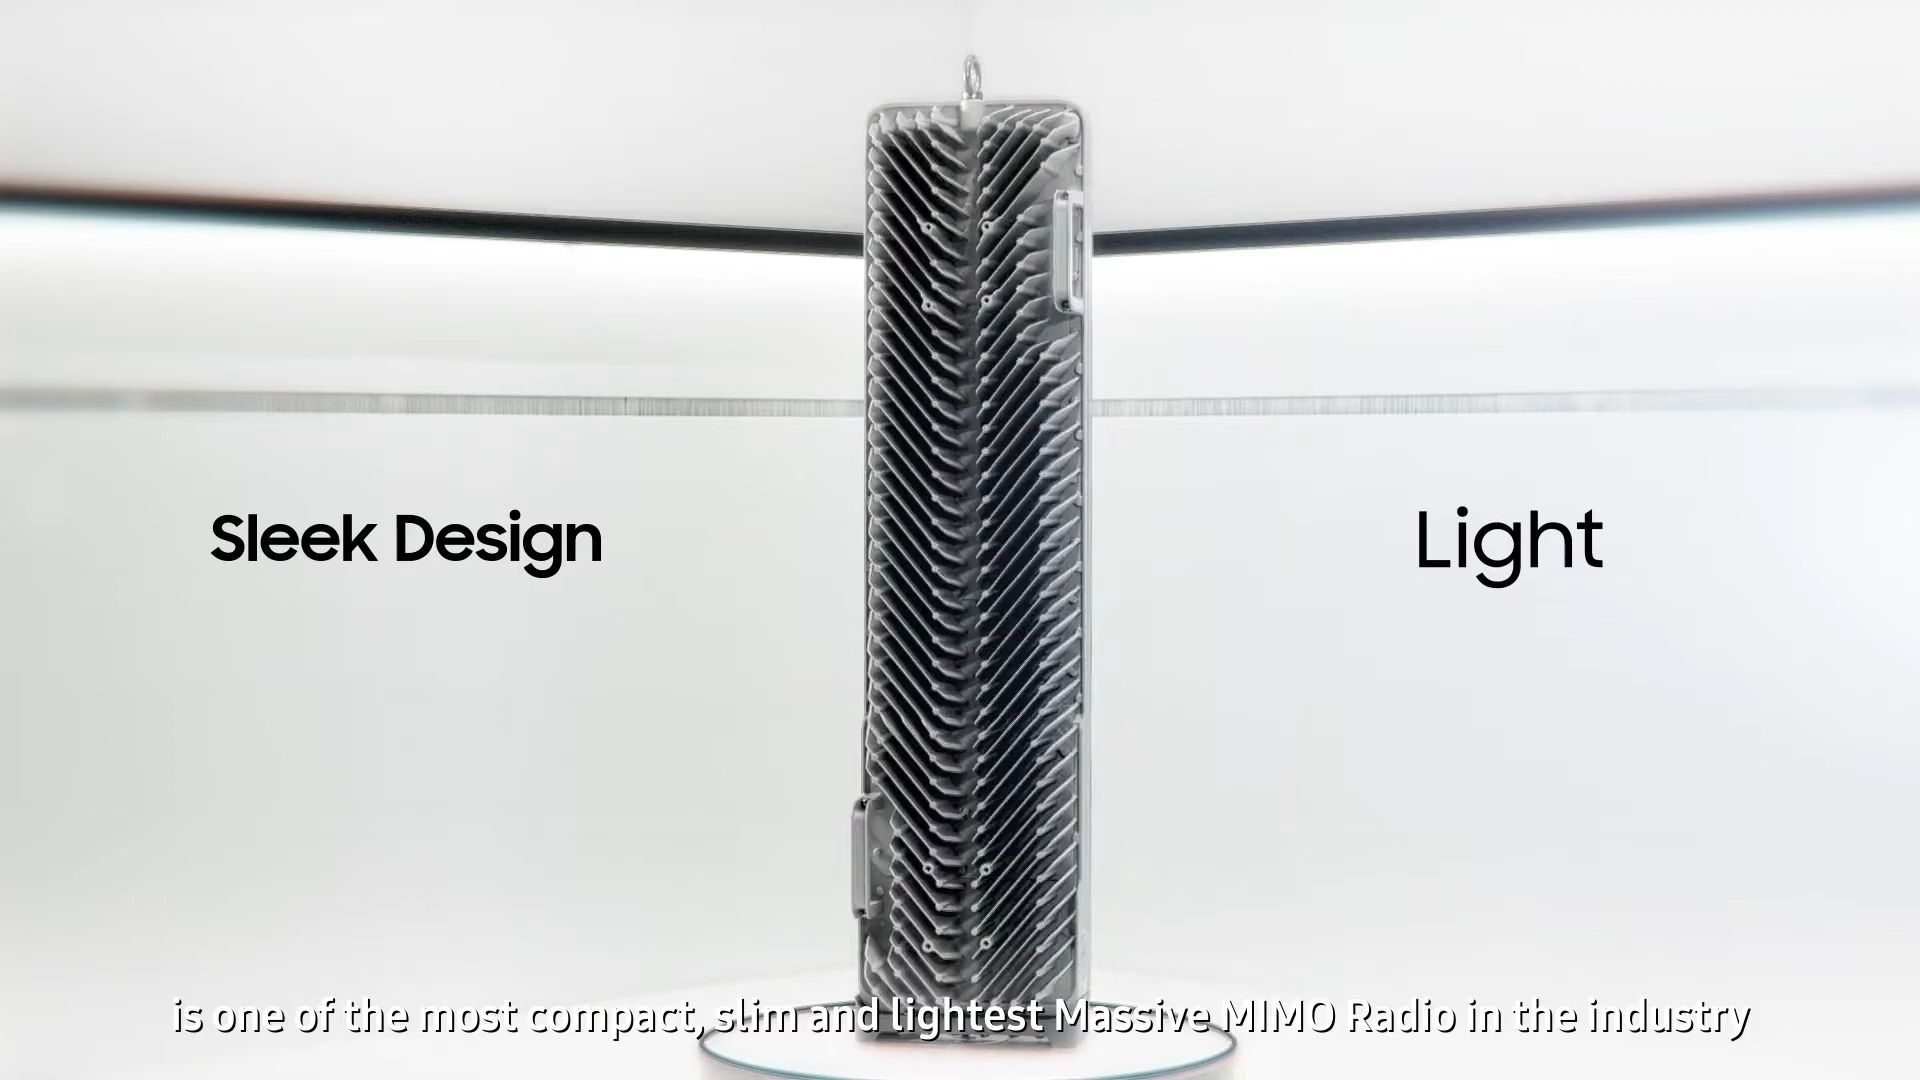 Sleek Design
Light
is one of the most compact, slim and lightest Massive MIMO Radio in the industry